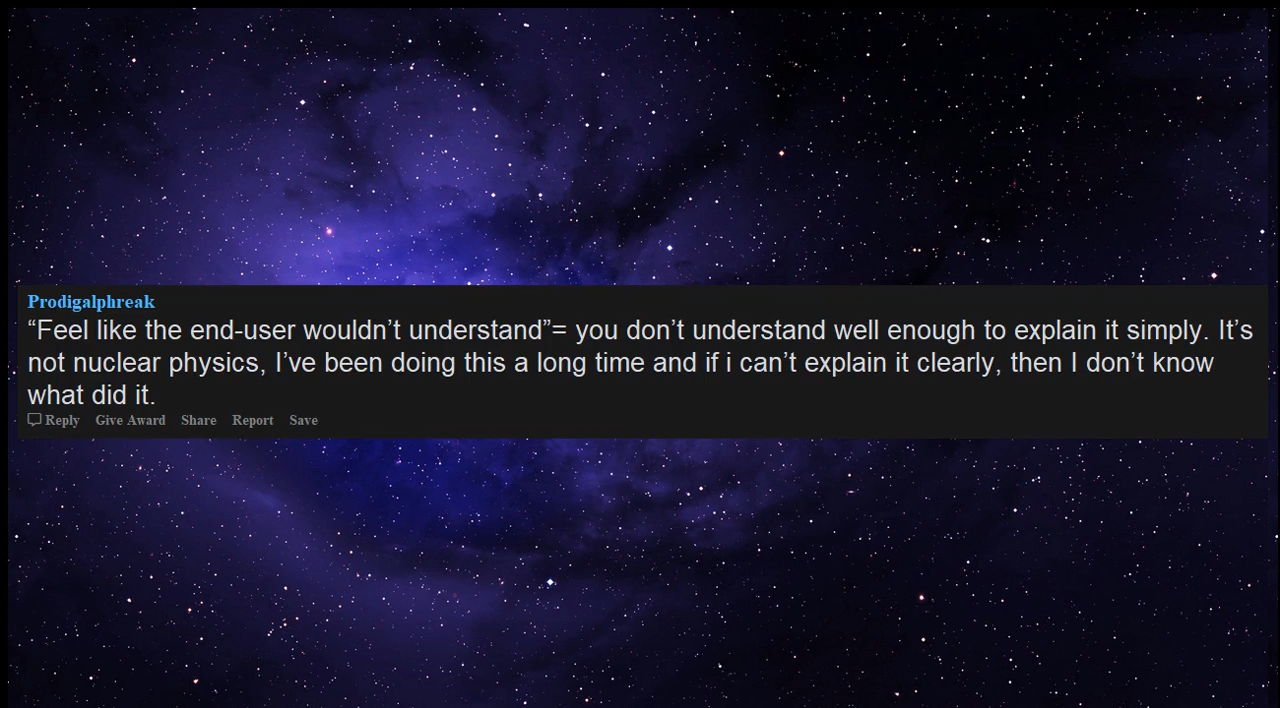 Prodigalphreak
“Feel like the end-user wouldn’t understand”= you don’t understand well enough to explain it simply. It’s
not nuclear physics, I’ve been doing this a long time and if i can’t explain it clearly, then I don’t know
what did it.
Reply Give Award Share Report Save